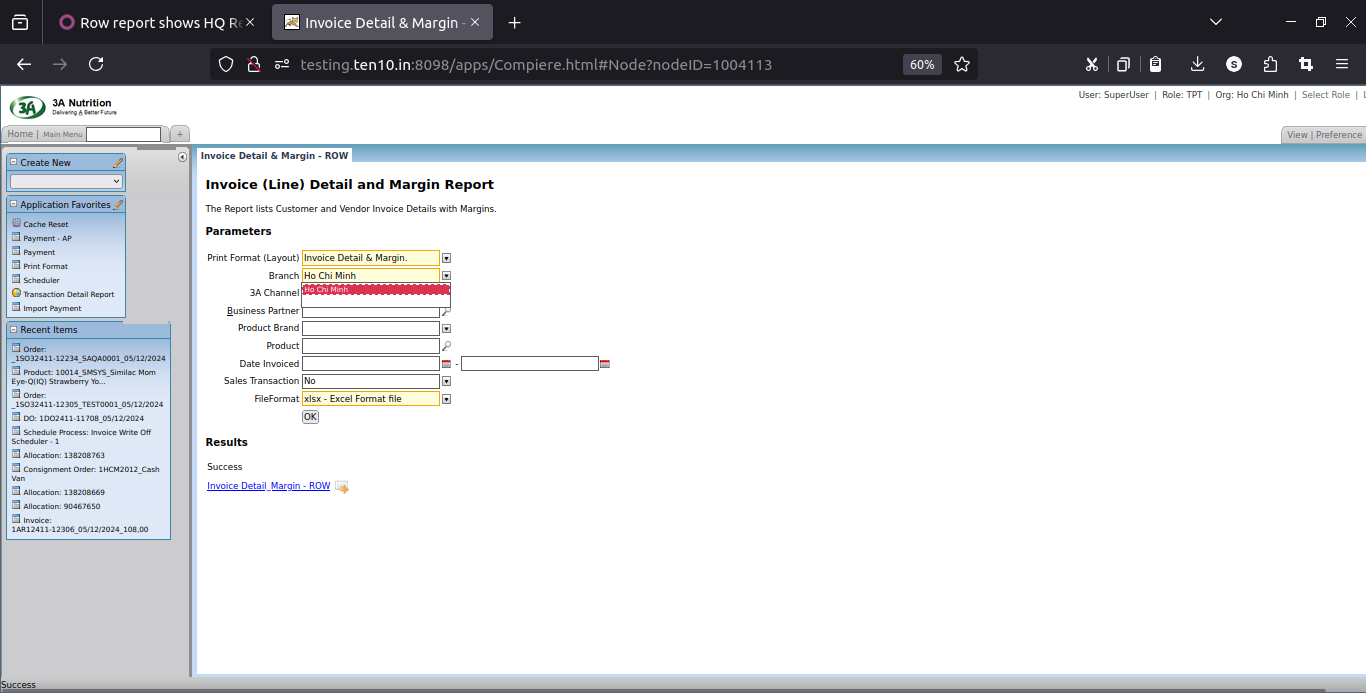 Row report shows HQ R
Invoice Detail & Margin -
testing.ten10.in:8098/apps/Compiere.html#Node?nodeID=1004113
60%
S
User: SuperUser | Role: TPT | Org: Ho Chi Minh | Select Role |
3A
3A Nutrition
Delivering A Better Future
Home | Main Menu
+
View | Preference
Create New
Application Favorites
Cache Reset
Payment - AP
Payment
Print Format
Scheduler
Transaction Detail Report
Import Payment
Recent Items
Order:
_1SO32411-12234_SAQA0001_05/12/2024
Product: 10014_SMSYS_Similac Mom
Eye-Q(IQ) Strawberry Yo...
Order:
_1SO32411-12305_TEST0001_05/12/2024
DO: 1DO2411-11708_05/12/2024
Schedule Process: Invoice Write Off
Scheduler - 1
Allocation: 138208763
Consignment Order: 1HCM2012_Cash
Van
Allocation: 138208669
Allocation: 90467650
Invoice:
1AR12411-12306_05/12/2024_108,00
Invoice Detail & Margin - ROW
Invoice (Line) Detail and Margin Report
The Report lists Customer and Vendor Invoice Details with Margins.
Parameters
Print Format (Layout) Invoice Detail & Margin.
Branch Ho Chi Minh
Ho Chi Minh
3A Channel
Business Partner
Product Brand
Product
Date Invoiced -
Sales Transaction No
FileFormat xlsx - Excel Format file
OK
Results
Success
Invoice Detail_Margin - ROW
Success